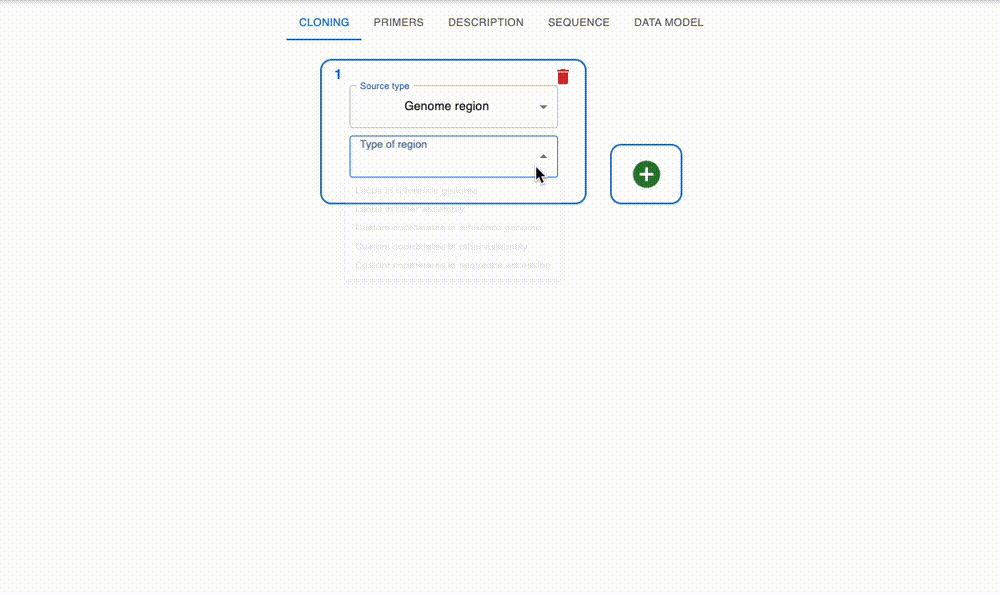 CLONING PRIMERS DESCRIPTION SEQUENCE DATA MODEL
1
Source type
Genome region
Type of region
Locus in reference genome
Locus in other assembly
Custom coordinates in reference genome
Custom coordinates in other assembly
Custom coordinates in sequence accession